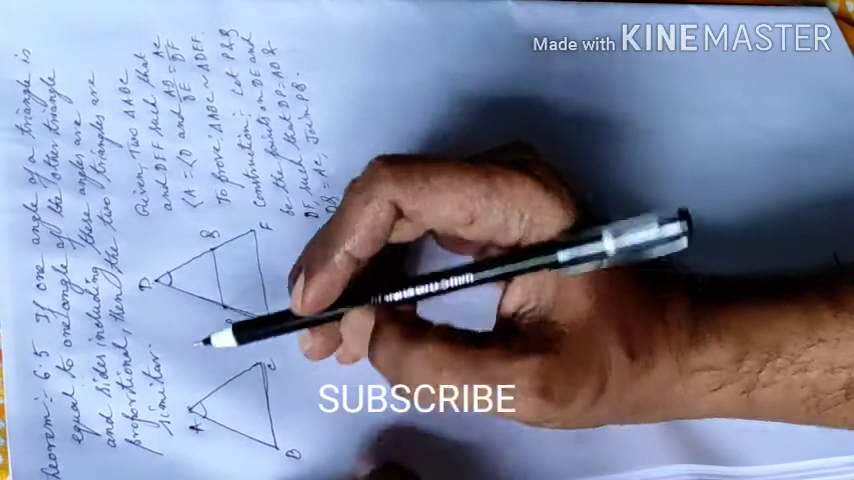 Made with KINEMASTER
heorem:- 6.5 If one angle of a triangle is
equal to one angle of the other triangle
and sides including these angles are
proportional, then the two triangles are
similar.
Given, Two ΔABC
and DEF such that
∠A = ∠D and AB/DE = AC/DF
To prove: ΔABC ~ ΔDEF.
Construction: Let P & Q
be the points on DE and
DF such that DP = AB &
DQ = AC, Join PQ.
D
Q
F
A
C
B
SUBSCRIBE